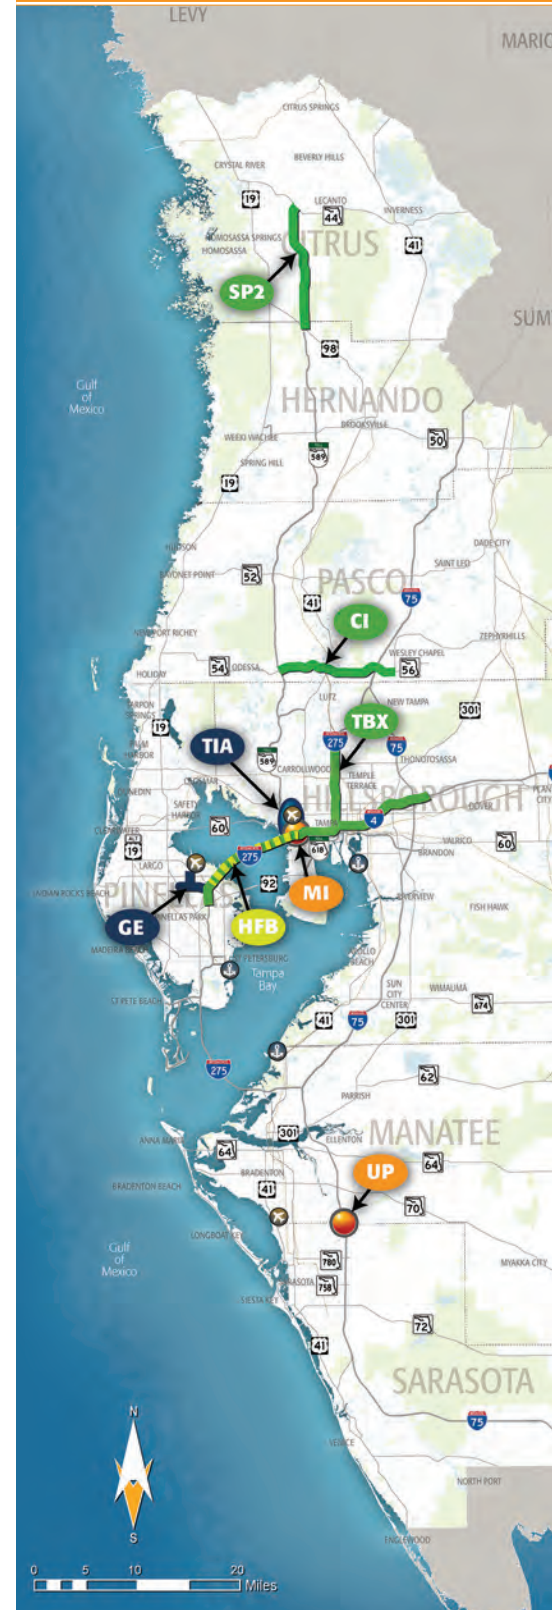 LEVY
CITRUS SPRINGS
CRYSTAL RIVER
BEVERLY HILLS
19
LECANTO
44
INVERNESS
HOMOSASSA SPRINGS
HOMOSASSA
CITRUS
41
SP2
98
Gulf
of
Mexico
HERNANDO
BROOKSVILLE
WEEKI WACHEE
589
50
SPRING HILL
19
HUDSON
DADE CITY
SAINT LEO
BAYONET POINT
52
PASCO
41
75
CI
NEW PORT RICHEY
ZEPHYRHILLS
WESLEY CHAPEL
54
ODESSA
56
HOLIDAY
LUTZ
NEW TAMPA
TARPON
SPRINGS
19
301
TBX
TIA
275
75
PALM
HARBOR
589
CARROLLWOOD
THONOTOSASSA
TEMPLE
TERRACE
OLDSMAR
DUNEDIN
HILLSBOROUGH
PLANT
CITY
SAFETY
HARBOR
DOVER
4
TAMPA
CLEARWATER
60
ALT
19
618
VALRICO
60
BRANDON
LARGO
275
92
MI
INDIAN ROCKS BEACH
RIVERVIEW
FISH HAWK
GE
PINELLAS PARK
HFB
MADEIRA BEACH
ST PETERSBURG
APOLLO
BEACH
Tampa
Bay
SUN
CITY
CENTER
WIMAUMA
ST PETE BEACH
674
41
75
301
275
62
PARRISH
301
ANNA MARIA
ELLENTON
MANATEE
64
64
BRADENTON
UP
BRADENTON BEACH
41
70
LONGBOAT KEY
Gulf
of
Mexico
780
MYAKKA CITY
SARASOTA
758
SIESTA KEY
72
41
SARASOTA
75
VENICE
NORTH PORT
ENGLEWOOD
N
S
0 5 10 20
Miles